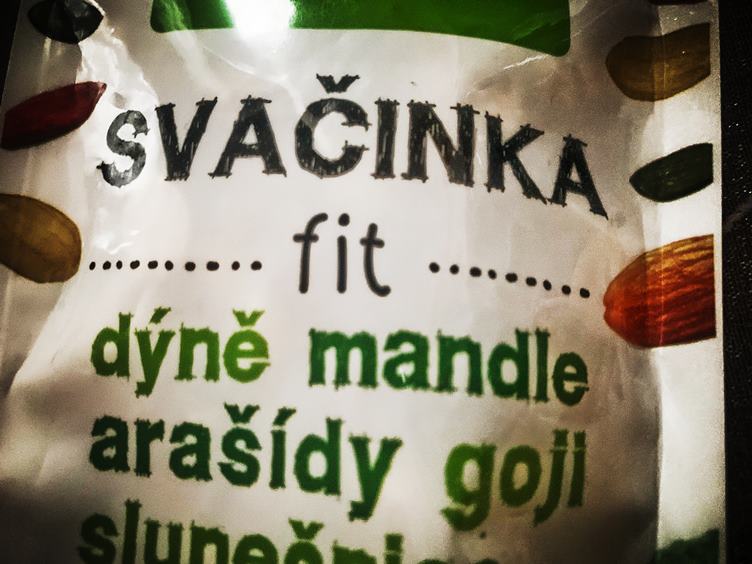 SVAČINKA
fit
dýně mandle
arašídy goji